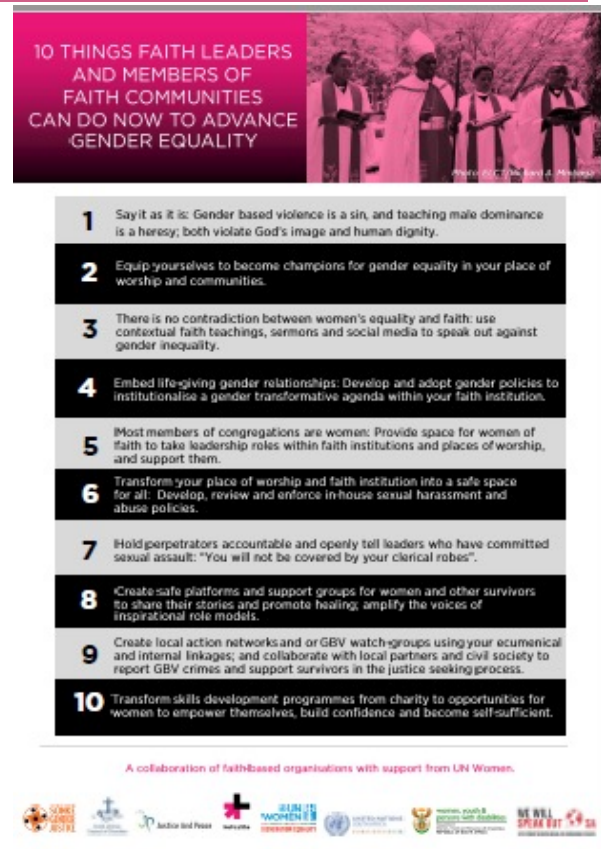 10 THINGS FAITH LEADERS
AND MEMBERS OF
FAITH COMMUNITIES
CAN DO NOW TO ADVANCE
GENDER EQUALITY
1 Say it as it is: Gender based violence is a sin, and teaching male dominance
is a heresy; both violate God's image and human dignity.
2 Equip yourselves to become champions for gender equality in your place of
worship and communities.
3 There is no contradiction between women's equality and faith: use
contextual faith teachings, sermons and social media to speak out against
gender inequality.
4 Embed life-giving gender relationships: Develop and adopt gender policies to
institutionalise a gender transformative agenda within your faith institution.
5 Most members of congregations are women: Provide space for women of
faith to take leadership roles within faith institutions and places of worship,
and support them.
6 Transform your place of worship and faith institution into a safe space
for all: Develop, review and enforce in-house sexual harassment and
abuse policies.
7 Hold perpetrators accountable and openly tell leaders who have committed
sexual assault: "You will not be covered by your clerical robes".
8 Create safe platforms and support groups for women and other survivors
to share their stories and promote healing; amplify the voices of
inspirational role models.
9 Create local action networks and or GBV watch-groups using your ecumenical
and internal linkages; and collaborate with local partners and civil society to
report GBV crimes and support survivors in the justice seeking process.
10 Transform skills development programmes from charity to opportunities for
women to empower themselves, build confidence and become self-sufficient.
A collaboration of faith-based organisations with support from UN Women.
SONKE
GENDER
JUSTICE
Justice And Peace
UN
WOMEN
UNITED NATIONS
women, youth &
persons with disabilities
WE WILL
SPEAK OUT SA